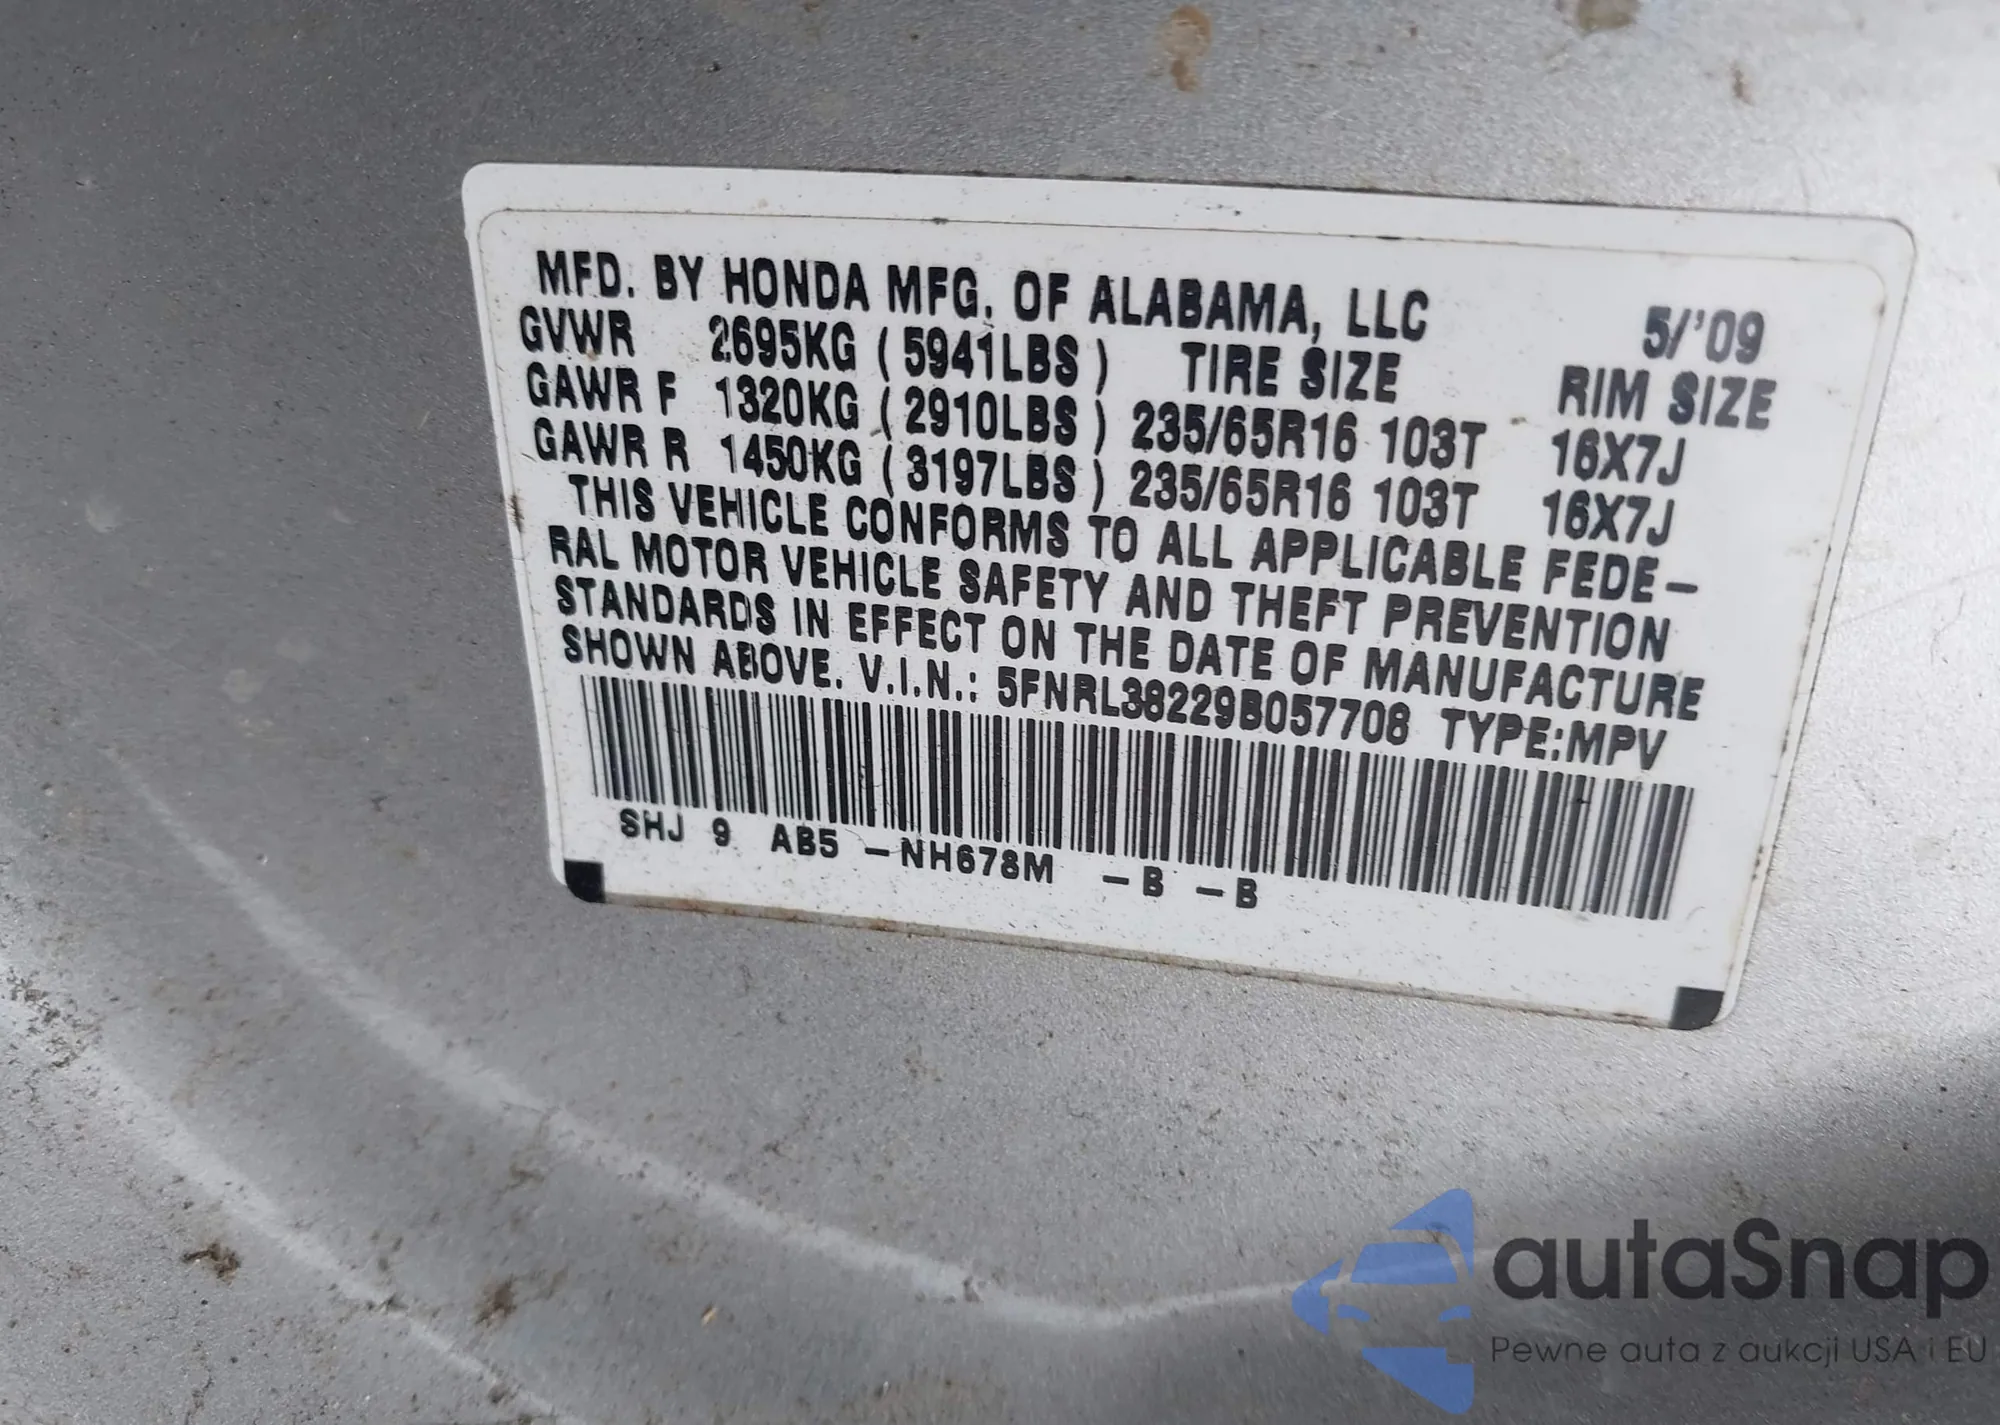 MFD. BY HONDA MFG. OF ALABAMA, LLC 5/'09
GVWR 2695KG ( 5941LBS ) TIRE SIZE RIM SIZE
GAWR F 1320KG ( 2910LBS ) 235/65R16 103T 16X7J
GAWR R 1450KG ( 3197LBS ) 235/65R16 103T 16X7J
THIS VEHICLE CONFORMS TO ALL APPLICABLE FEDE-
RAL MOTOR VEHICLE SAFETY AND THEFT PREVENTION
STANDARDS IN EFFECT ON THE DATE OF MANUFACTURE
SHOWN ABOVE. V.I.N.: 5FNRL38229B057708 TYPE:MPV
SHJ 9 AB5 -NH678M -B -B
autaSnap
Pewne auta z aukcji USA i EU